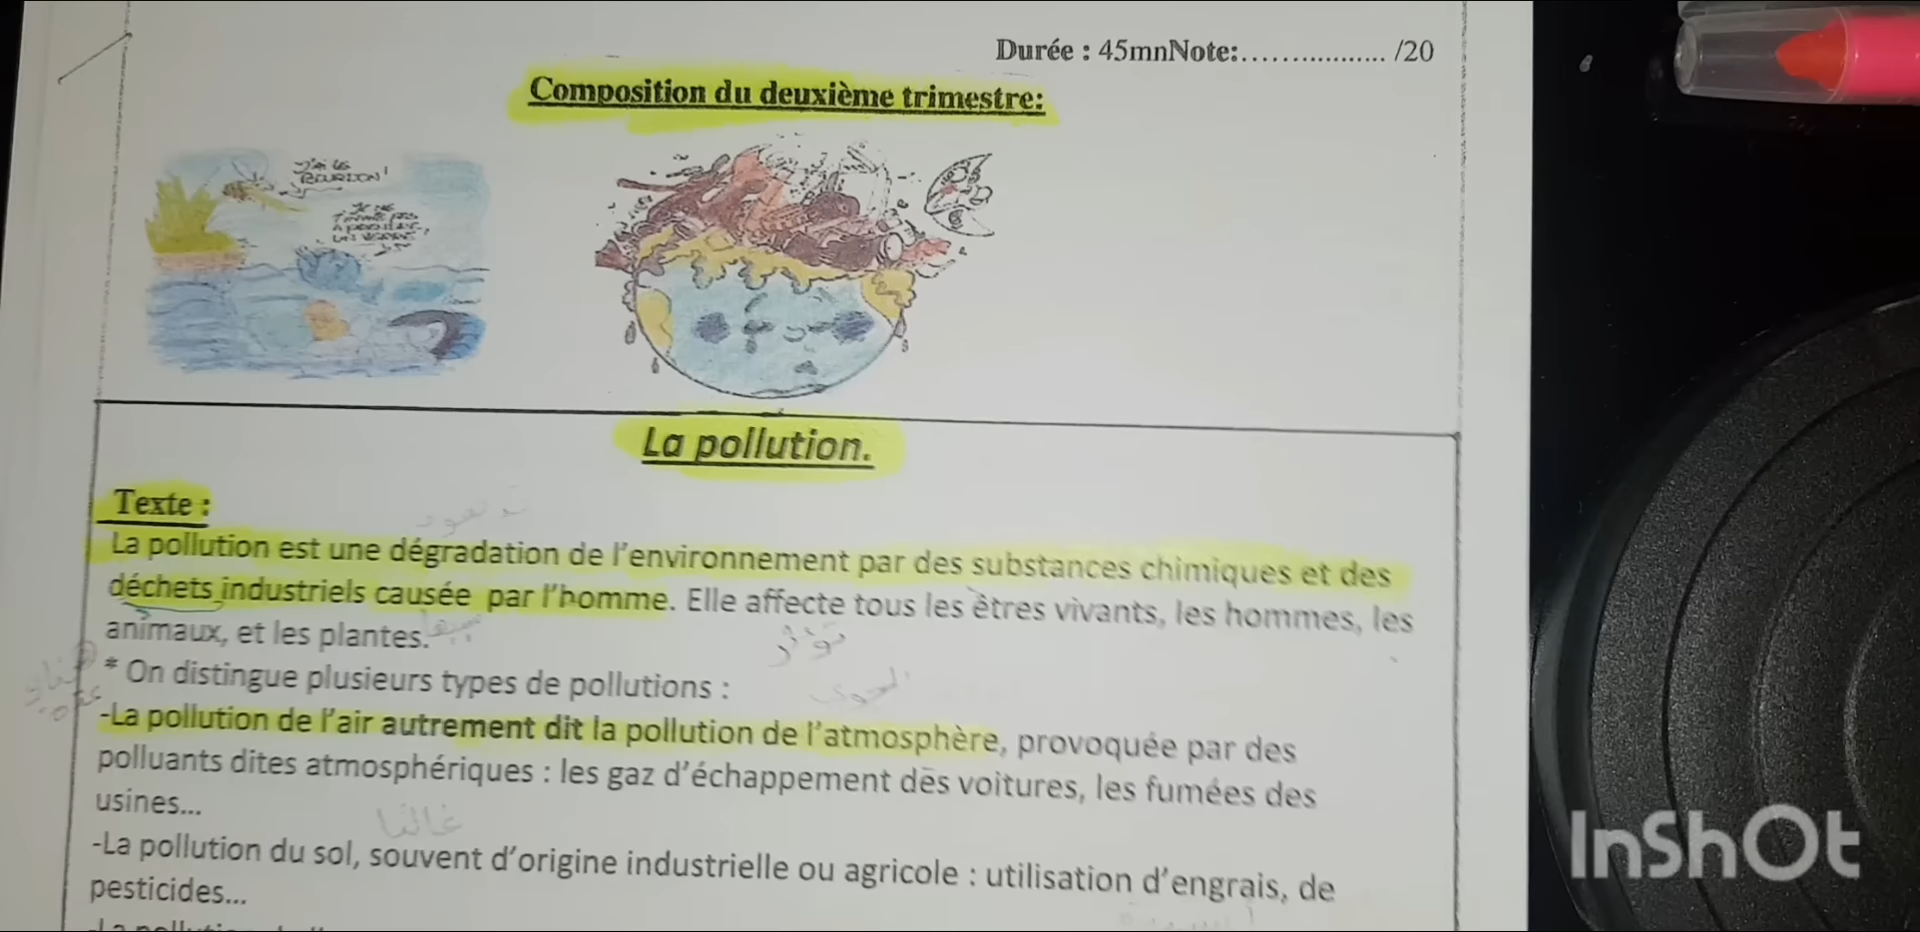 Durée : 45mnNote:.................. /20
Composition du deuxième trimestre:
J'ai le
BOURDON!
La pollution.
Texte :
La pollution est une dégradation de l'environnement par des substances chimiques et des
déchets industriels causée par l'homme. Elle affecte tous les êtres vivants, les hommes, les
animaux, et les plantes.
* On distingue plusieurs types de pollutions :
-La pollution de l'air autrement dit la pollution de l'atmosphère, provoquée par des
polluants dites atmosphériques : les gaz d'échappement des voitures, les fumées des
usines...
غالبا
-La pollution du sol, souvent d'origine industrielle ou agricole : utilisation d'engrais, de
pesticides...
InShOt